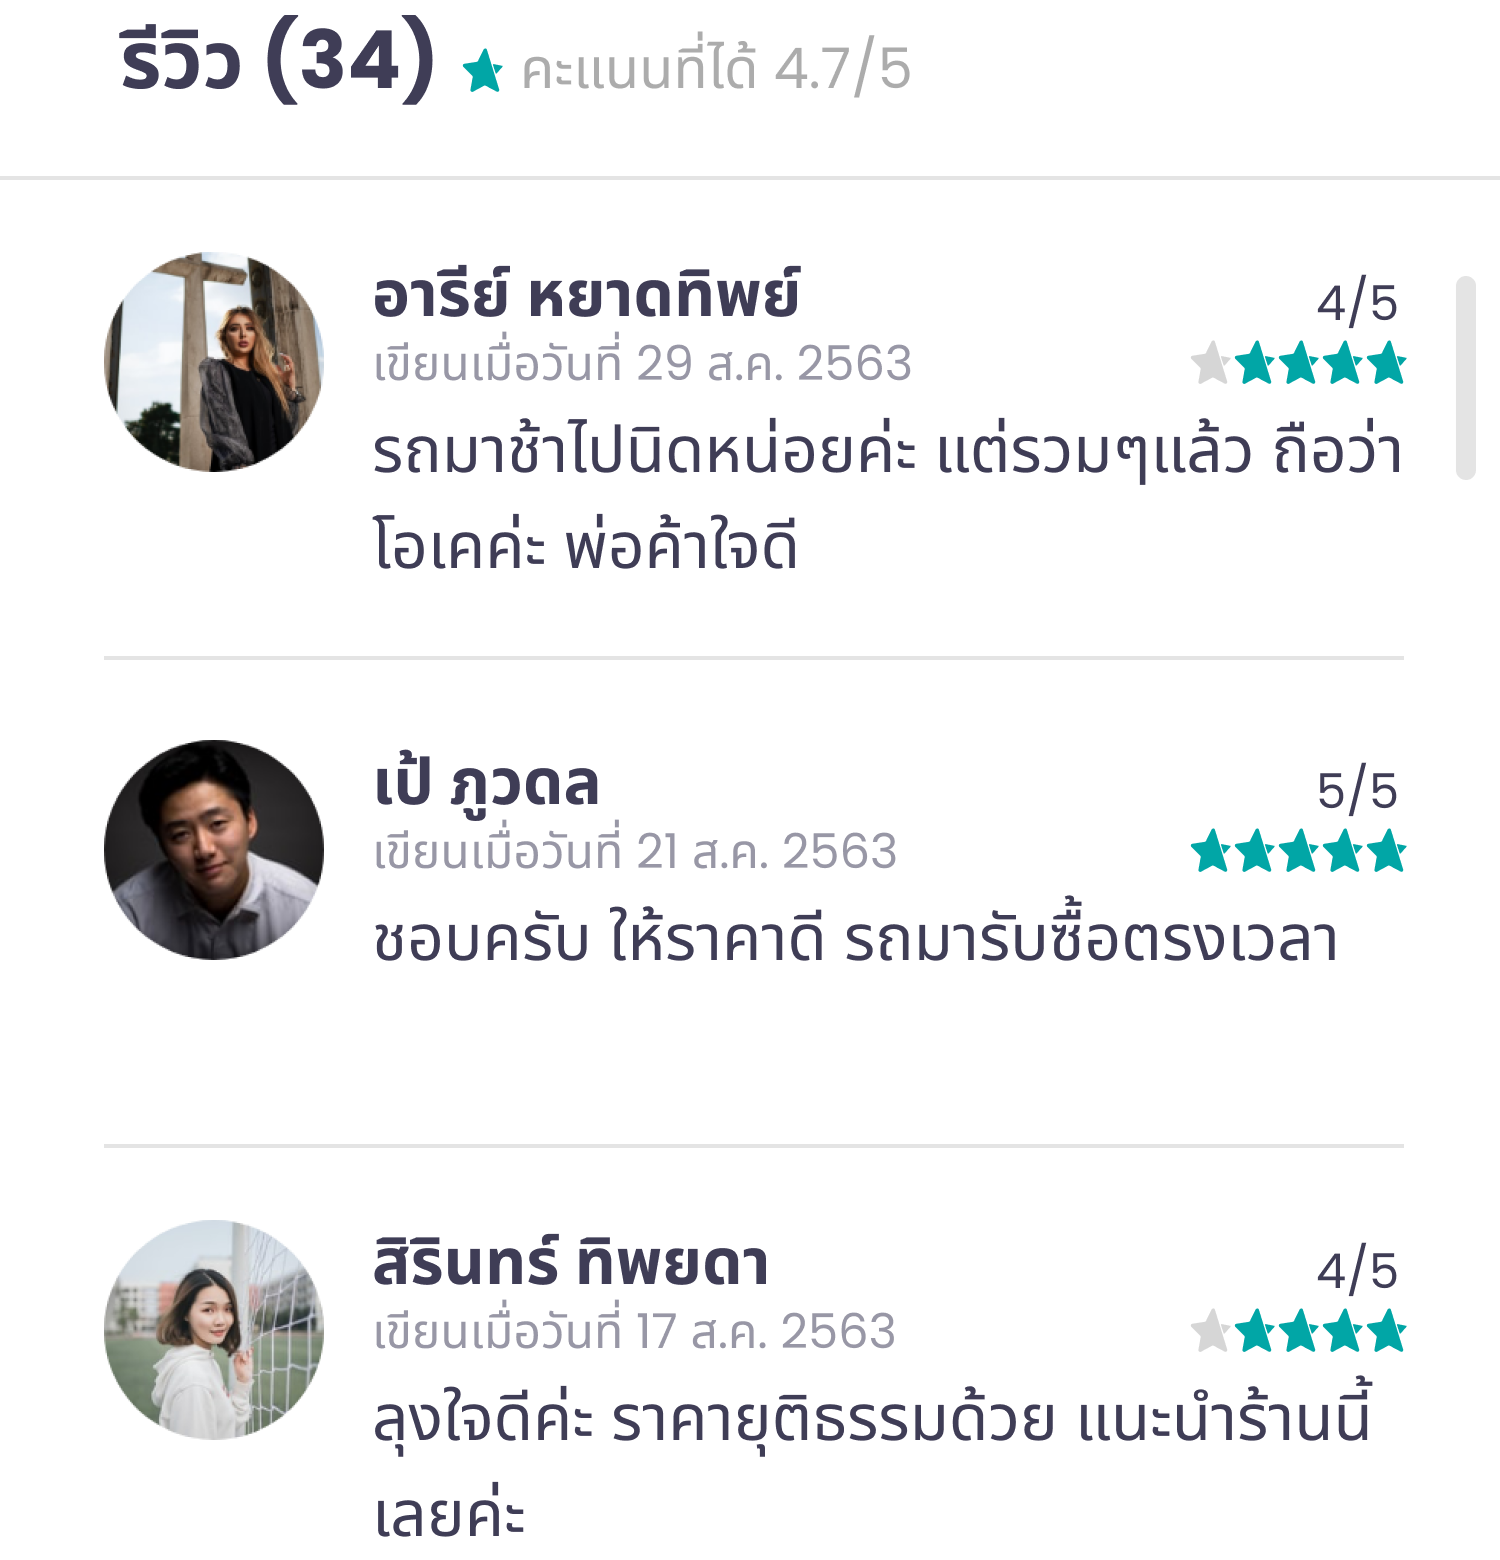 รีวิว (34) คะแนนที่ได้ 4.7/5
อารีย์ หยาดทิพย์
4/5
เขียนเมื่อวันที่ 29 ส.ค. 2563
รถมาช้าไปนิดหน่อยค่ะ แต่รวมๆแล้ว ถือว่า
โอเคค่ะ พ่อค้าใจดี
เป้ ภูวดล
5/5
เขียนเมื่อวันที่ 21 ส.ค. 2563
ชอบครับ ให้ราคาดี รถมารับซื้อตรงเวลา
สิรินทร์ ทิพยดา
4/5
เขียนเมื่อวันที่ 17 ส.ค. 2563
ลุงใจดีค่ะ ราคายุติธรรมด้วย แนะนำร้านนี้
เลยค่ะ